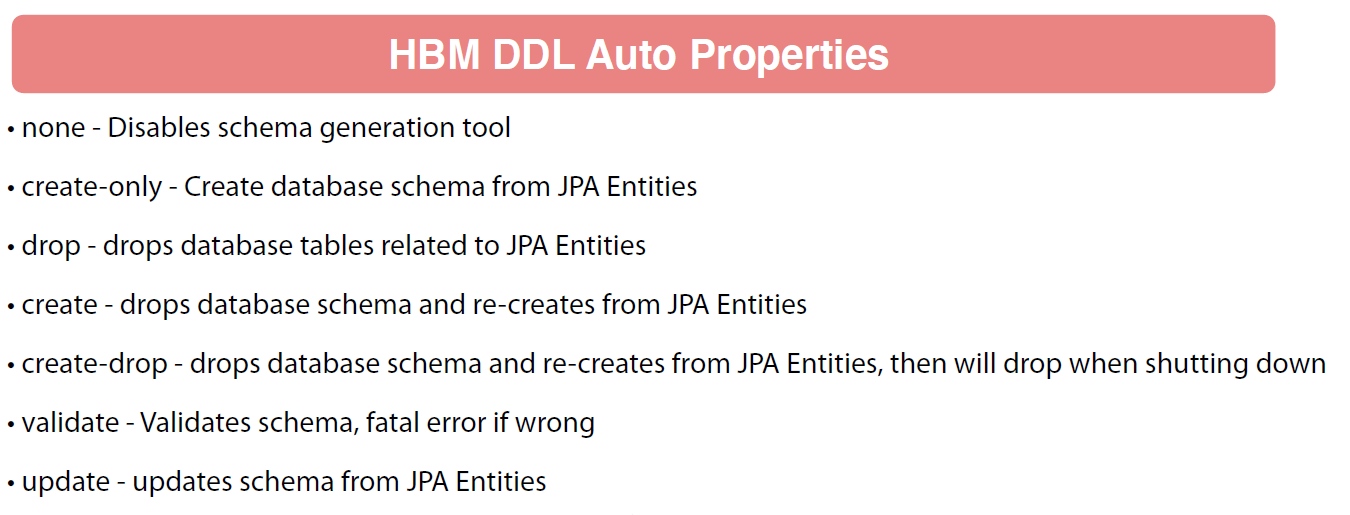 HBM DDL Auto Properties
• none - Disables schema generation tool
• create-only - Create database schema from JPA Entities
• drop - drops database tables related to JPA Entities
• create - drops database schema and re-creates from JPA Entities
• create-drop - drops database schema and re-creates from JPA Entities, then will drop when shutting down
• validate - Validates schema, fatal error if wrong
• update - updates schema from JPA Entities